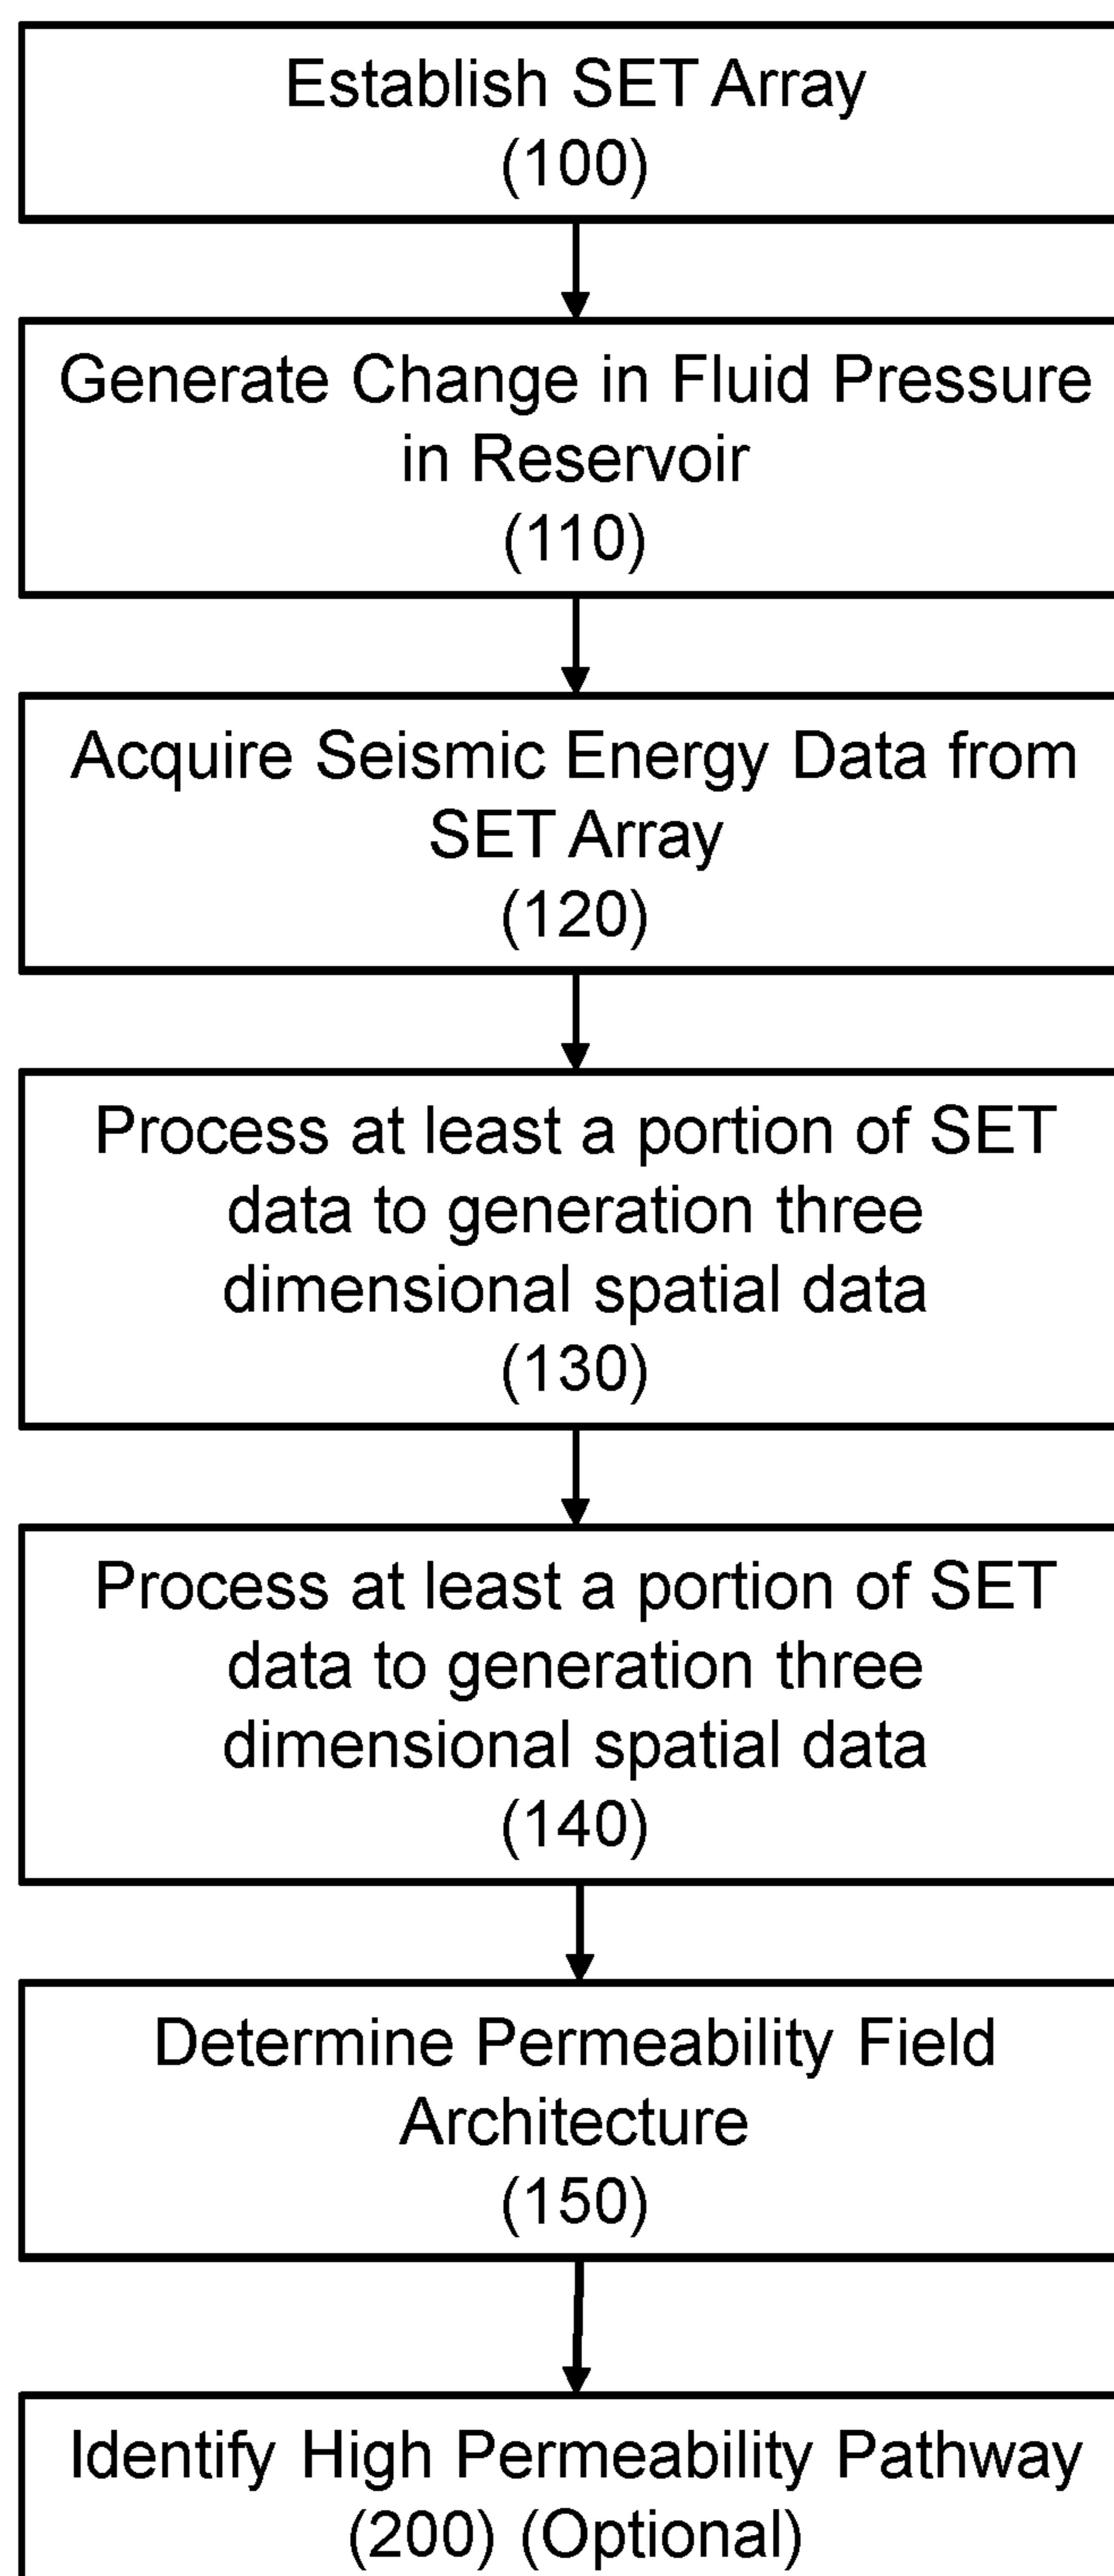 Establish SET Array
(100)
Generate Change in Fluid Pressure
in Reservoir
(110)
Acquire Seismic Energy Data from
SET Array
(120)
Process at least a portion of SET
data to generation three
dimensional spatial data
(130)
Process at least a portion of SET
data to generation three
dimensional spatial data
(140)
Determine Permeability Field
Architecture
(150)
Identify High Permeability Pathway
(200) (Optional)